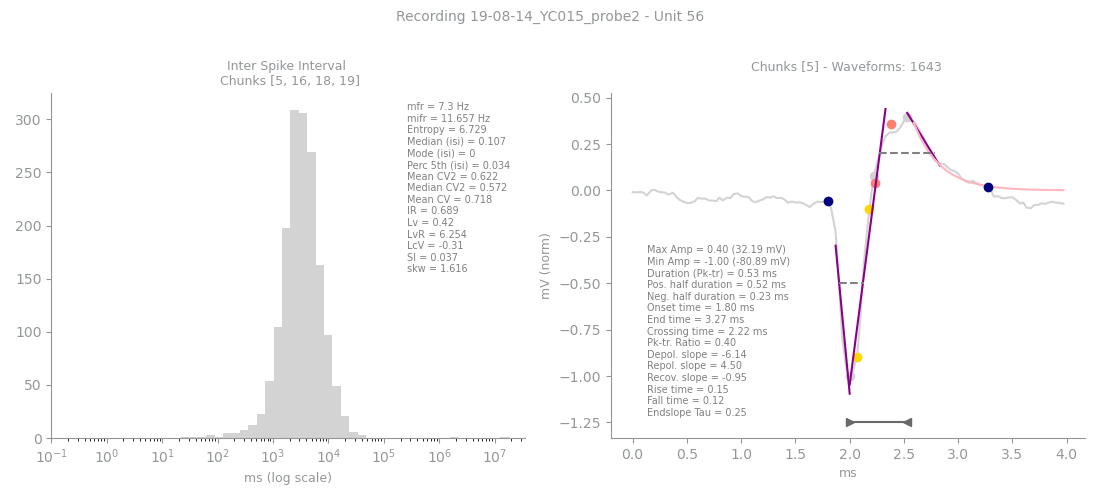 Recording 19-08-14_YC015_probe2 - Unit 56
Inter Spike Interval
Chunks [5, 16, 18, 19]
mfr = 7.3 Hz
mifr = 11.657 Hz
Entropy = 6.729
Median (isi) = 0.107
Mode (isi) = 0
Perc 5th (isi) = 0.034
Mean CV2 = 0.622
Median CV2 = 0.572
Mean CV = 0.718
IR = 0.689
Lv = 0.42
LvR = 6.254
LcV = -0.31
SI = 0.037
skw = 1.616
300
250
200
150
100
50
0
10⁻¹ 10⁰ 10¹ 10² 10³ 10⁴ 10⁵ 10⁶ 10⁷
ms (log scale)
Chunks [5] - Waveforms: 1643
0.50
0.25
0.00
−0.25
−0.50
−0.75
−1.00
−1.25
mV (norm)
Max Amp = 0.40 (32.19 mV)
Min Amp = -1.00 (-80.89 mV)
Duration (Pk-tr) = 0.53 ms
Pos. half duration = 0.52 ms
Neg. half duration = 0.23 ms
Onset time = 1.80 ms
End time = 3.27 ms
Crossing time = 2.22 ms
Pk-tr. Ratio = 0.40
Depol. slope = -6.14
Repol. slope = 4.50
Recov. slope = -0.95
Rise time = 0.15
Fall time = 0.12
Endslope Tau = 0.25
0.0 0.5 1.0 1.5 2.0 2.5 3.0 3.5 4.0
ms